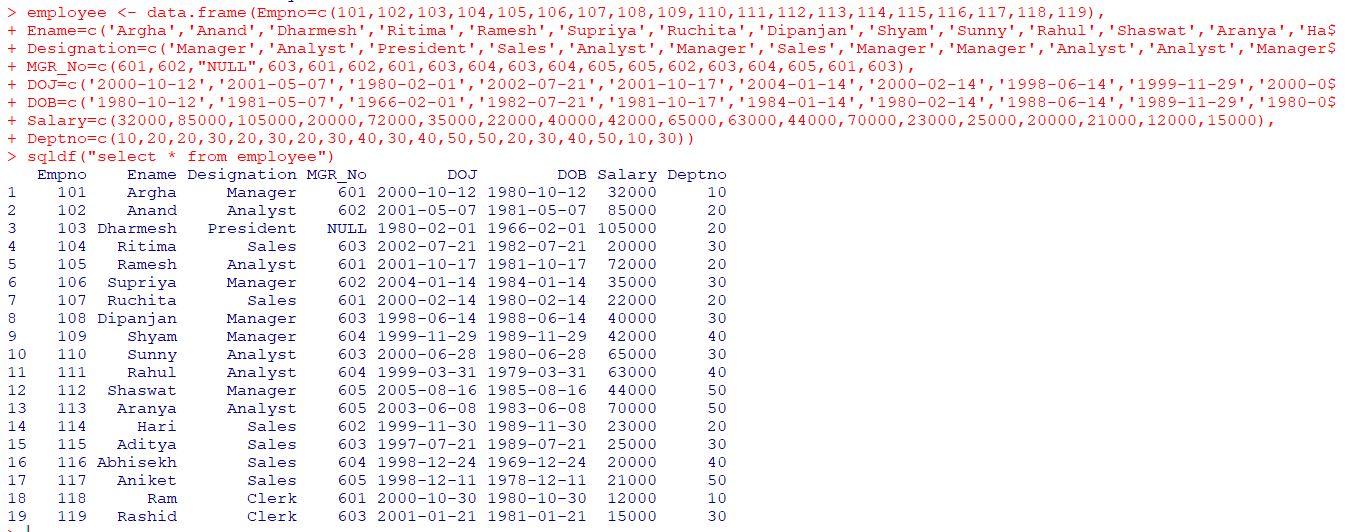 > employee <- data.frame(Empno=c(101,102,103,104,105,106,107,108,109,110,111,112,113,114,115,116,117,118,119),
+ Ename=c('Argha','Anand','Dharmesh','Ritima','Ramesh','Supriya','Ruchita','Dipanjan','Shyam','Sunny','Rahul','Shaswat','Aranya','Ha$
+ Designation=c('Manager','Analyst','President','Sales','Analyst','Manager','Sales','Manager','Manager','Analyst','Analyst','Manager$
+ MGR_No=c(601,602,"NULL",603,601,602,601,603,604,603,604,605,605,602,603,604,605,601,603),
+ DOJ=c('2000-10-12','2001-05-07','1980-02-01','2002-07-21','2001-10-17','2004-01-14','2000-02-14','1998-06-14','1999-11-29','2000-0$
+ DOB=c('1980-10-12','1981-05-07','1966-02-01','1982-07-21','1981-10-17','1984-01-14','1980-02-14','1988-06-14','1989-11-29','1980-0$
+ Salary=c(32000,85000,105000,20000,72000,35000,22000,40000,42000,65000,63000,44000,70000,23000,25000,20000,21000,12000,15000),
+ Deptno=c(10,20,20,30,20,30,20,30,40,30,40,50,50,20,30,40,50,10,30))
> sqldf("select * from employee")
Empno Ename Designation MGR_No DOJ DOB Salary Deptno
1 101 Argha Manager 601 2000-10-12 1980-10-12 32000 10
2 102 Anand Analyst 602 2001-05-07 1981-05-07 85000 20
3 103 Dharmesh President NULL 1980-02-01 1966-02-01 105000 20
4 104 Ritima Sales 603 2002-07-21 1982-07-21 20000 30
5 105 Ramesh Analyst 601 2001-10-17 1981-10-17 72000 20
6 106 Supriya Manager 602 2004-01-14 1984-01-14 35000 30
7 107 Ruchita Sales 601 2000-02-14 1980-02-14 22000 20
8 108 Dipanjan Manager 603 1998-06-14 1988-06-14 40000 30
9 109 Shyam Manager 604 1999-11-29 1989-11-29 42000 40
10 110 Sunny Analyst 603 2000-06-28 1980-06-28 65000 30
11 111 Rahul Analyst 604 1999-03-31 1979-03-31 63000 40
12 112 Shaswat Manager 605 2005-08-16 1985-08-16 44000 50
13 113 Aranya Analyst 605 2003-06-08 1983-06-08 70000 50
14 114 Hari Sales 602 1999-11-30 1989-11-30 23000 20
15 115 Aditya Sales 603 1997-07-21 1989-07-21 25000 30
16 116 Abhisekh Sales 604 1998-12-24 1969-12-24 20000 40
17 117 Aniket Sales 605 1998-12-11 1978-12-11 21000 50
18 118 Ram Clerk 601 2000-10-30 1980-10-30 12000 10
19 119 Rashid Clerk 603 2001-01-21 1981-01-21 15000 30